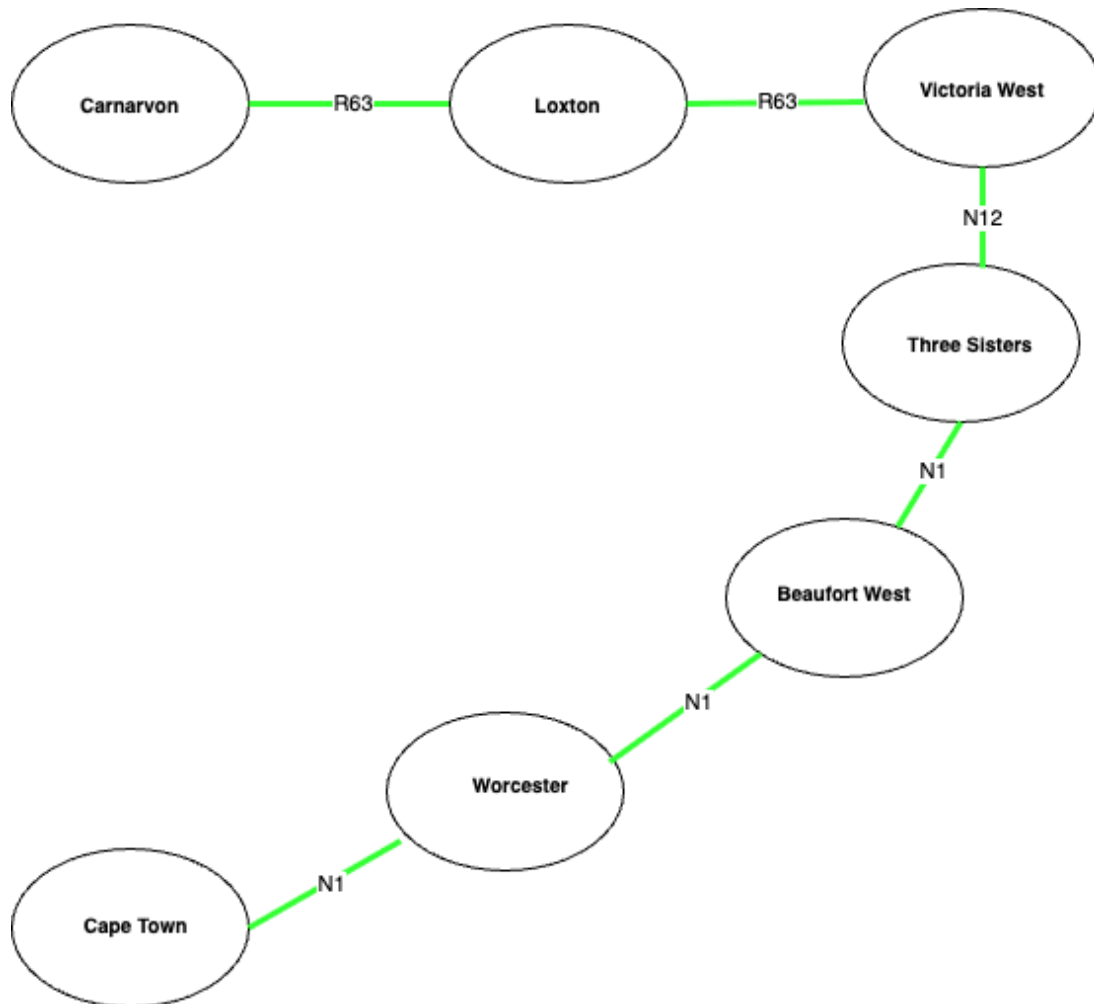 Carnarvon
R63
Loxton
R63
Victoria West
N12
Three Sisters
N1
Beaufort West
N1
Worcester
N1
Cape Town